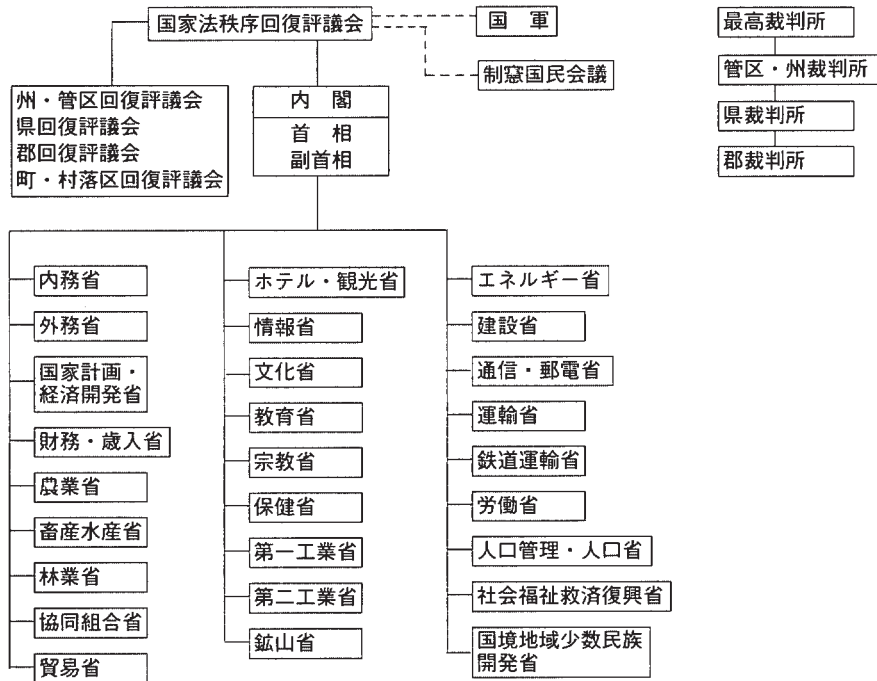 国家法秩序回復評議会
国 軍
制憲国民会議
最高裁判所
管区・州裁判所
県裁判所
郡裁判所
州・管区回復評議会
県回復評議会
郡回復評議会
町・村落区回復評議会
内 閣
首 相
副首相
内務省
外務省
国家計画・
経済開発省
財務・歳入省
農業省
畜産水産省
林業省
協同組合省
貿易省
ホテル・観光省
情報省
文化省
教育省
宗教省
保健省
第一工業省
第二工業省
鉱山省
エネルギー省
建設省
通信・郵電省
運輸省
鉄道運輸省
労働省
人口管理・人口省
社会福祉救済復興省
国境地域少数民族
開発省